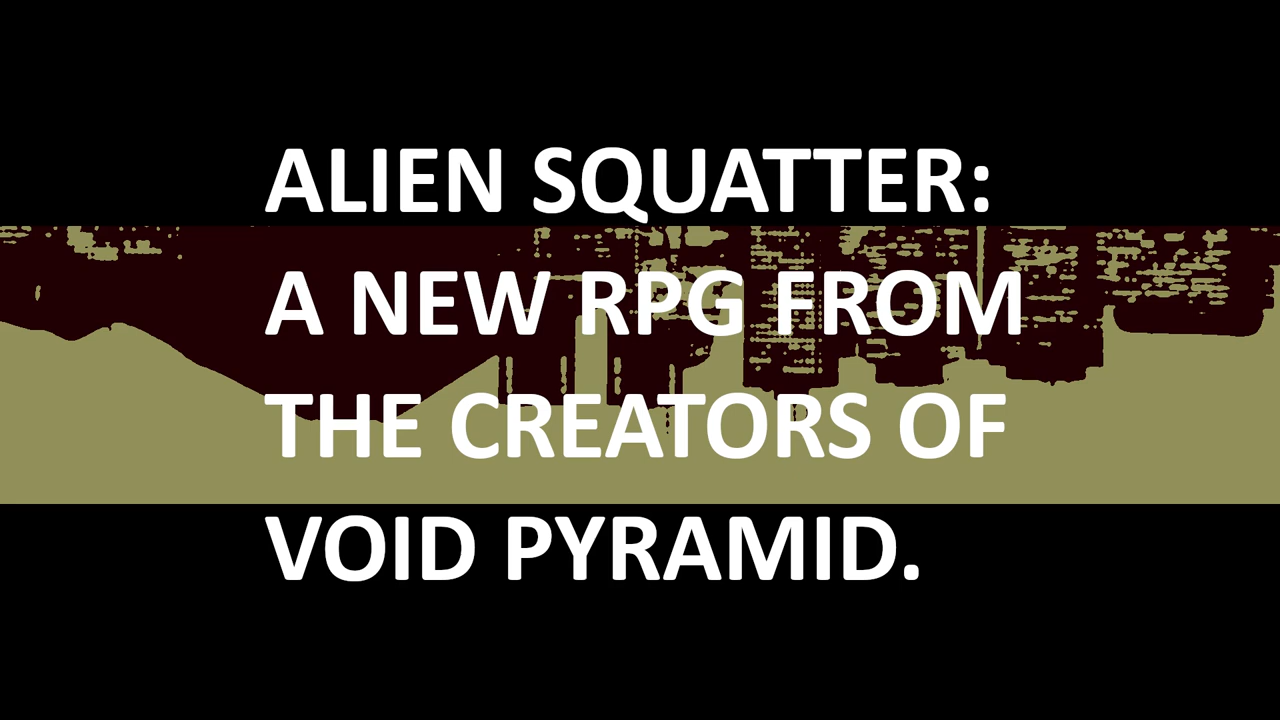 ALIEN SQUATTER:
A NEW RPG FROM
THE CREATORS OF
VOID PYRAMID.